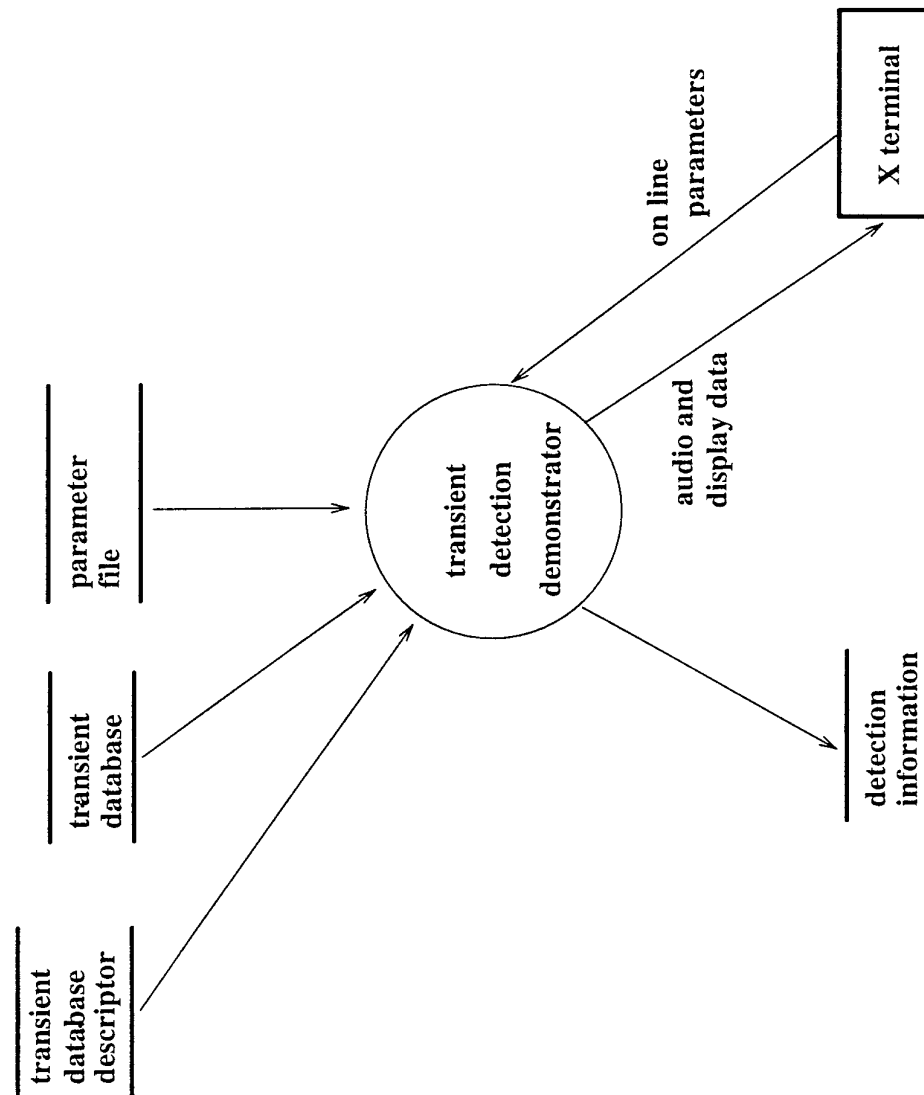 transient
database
descriptor
transient
database
parameter
file
transient
detection
demonstrator
on line
parameters
audio and
display data
detection
information
X terminal